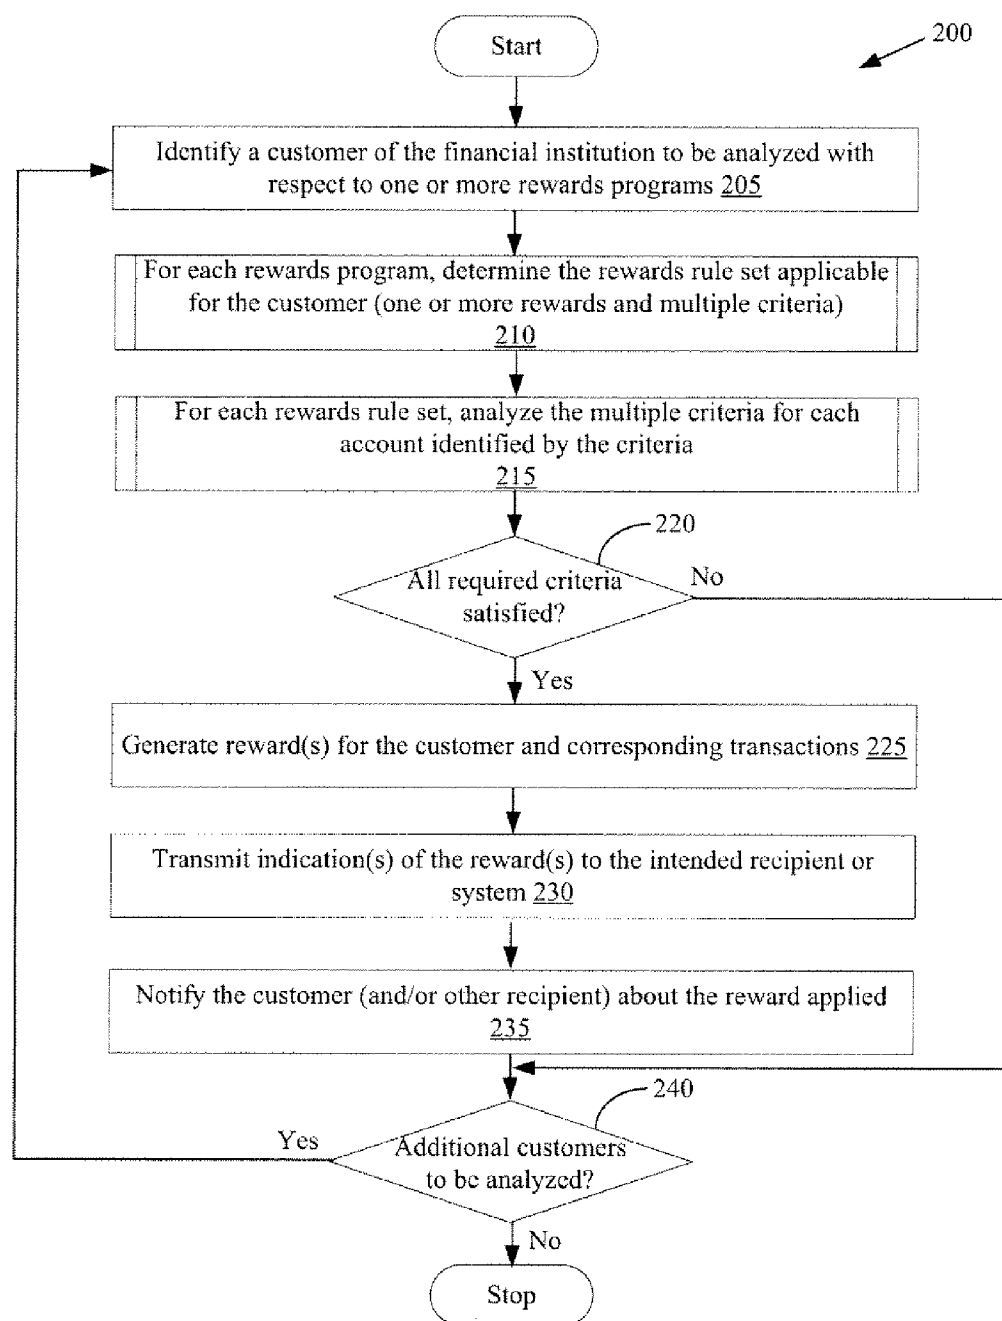 Start
200
Identify a customer of the financial institution to be analyzed with
respect to one or more rewards programs 205
For each rewards program, determine the rewards rule set applicable
for the customer (one or more rewards and multiple criteria)
210
For each rewards rule set, analyze the multiple criteria for each
account identified by the criteria
215
220
All required criteria
satisfied?
No
Yes
Generate reward(s) for the customer and corresponding transactions 225
Transmit indication(s) of the reward(s) to the intended recipient or
system 230
Notify the customer (and/or other recipient) about the reward applied
235
240
Additional customers
to be analyzed?
Yes
No
Stop